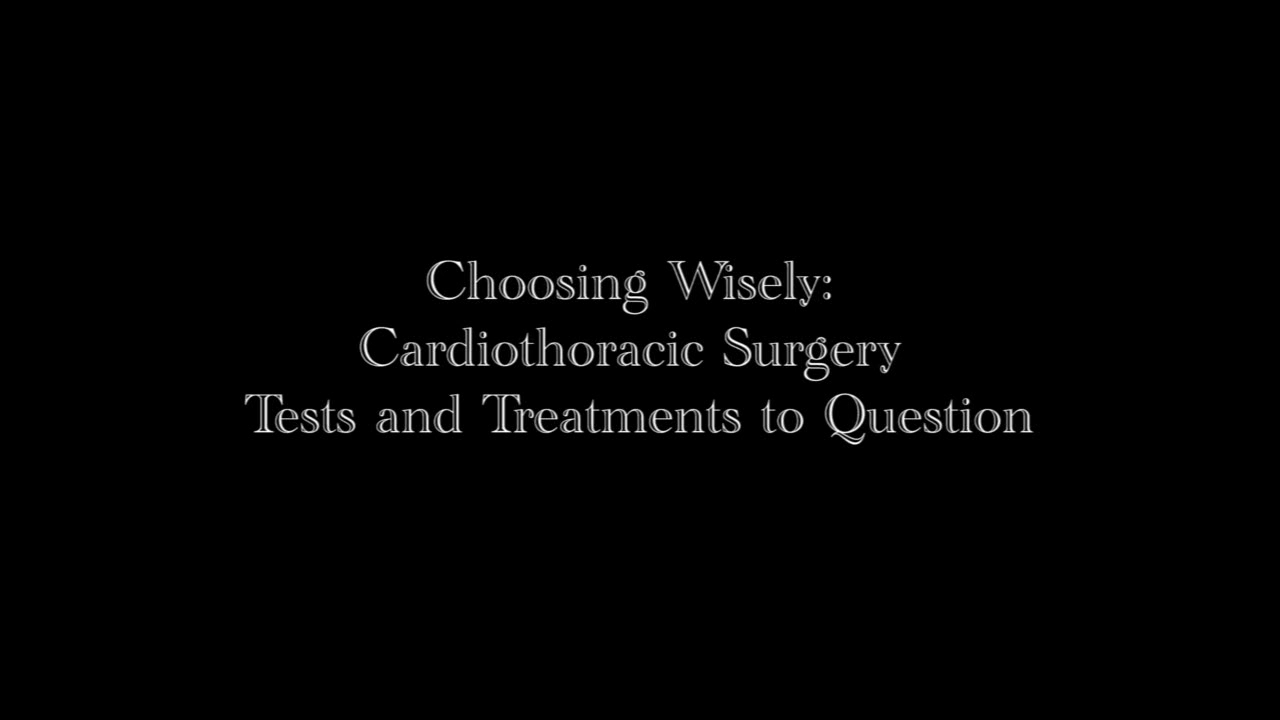 Choosing Wisely:
Cardiothoracic Surgery
Tests and Treatments to Question